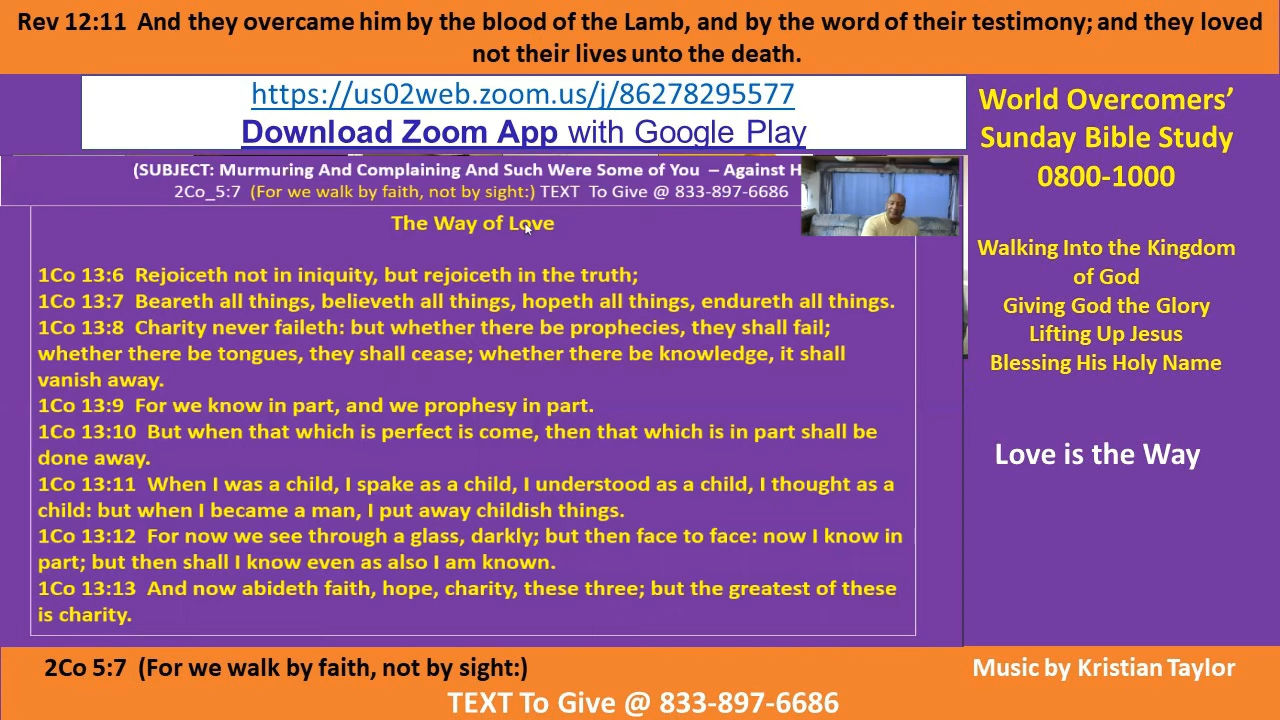 Rev 12:11 And they overcame him by the blood of the Lamb, and by the word of their testimony; and they loved
not their lives unto the death.
https://us02web.zoom.us/j/86278295577
Download Zoom App with Google Play
(SUBJECT: Murmuring And Complaining And Such Were Some of You – Against H
2Co_5:7 (For we walk by faith, not by sight:) TEXT To Give @ 833-897-6686
The Way of Love
1Co 13:6 Rejoiceth not in iniquity, but rejoiceth in the truth;
1Co 13:7 Beareth all things, believeth all things, hopeth all things, endureth all things.
1Co 13:8 Charity never faileth: but whether there be prophecies, they shall fail;
whether there be tongues, they shall cease; whether there be knowledge, it shall
vanish away.
1Co 13:9 For we know in part, and we prophesy in part.
1Co 13:10 But when that which is perfect is come, then that which is in part shall be
done away.
1Co 13:11 When I was a child, I spake as a child, I understood as a child, I thought as a
child: but when I became a man, I put away childish things.
1Co 13:12 For now we see through a glass, darkly; but then face to face: now I know in
part; but then shall I know even as also I am known.
1Co 13:13 And now abideth faith, hope, charity, these three; but the greatest of these
is charity.
World Overcomers’
Sunday Bible Study
0800-1000
Walking Into the Kingdom
of God
Giving God the Glory
Lifting Up Jesus
Blessing His Holy Name
Love is the Way
2Co 5:7 (For we walk by faith, not by sight:)
Music by Kristian Taylor
TEXT To Give @ 833-897-6686